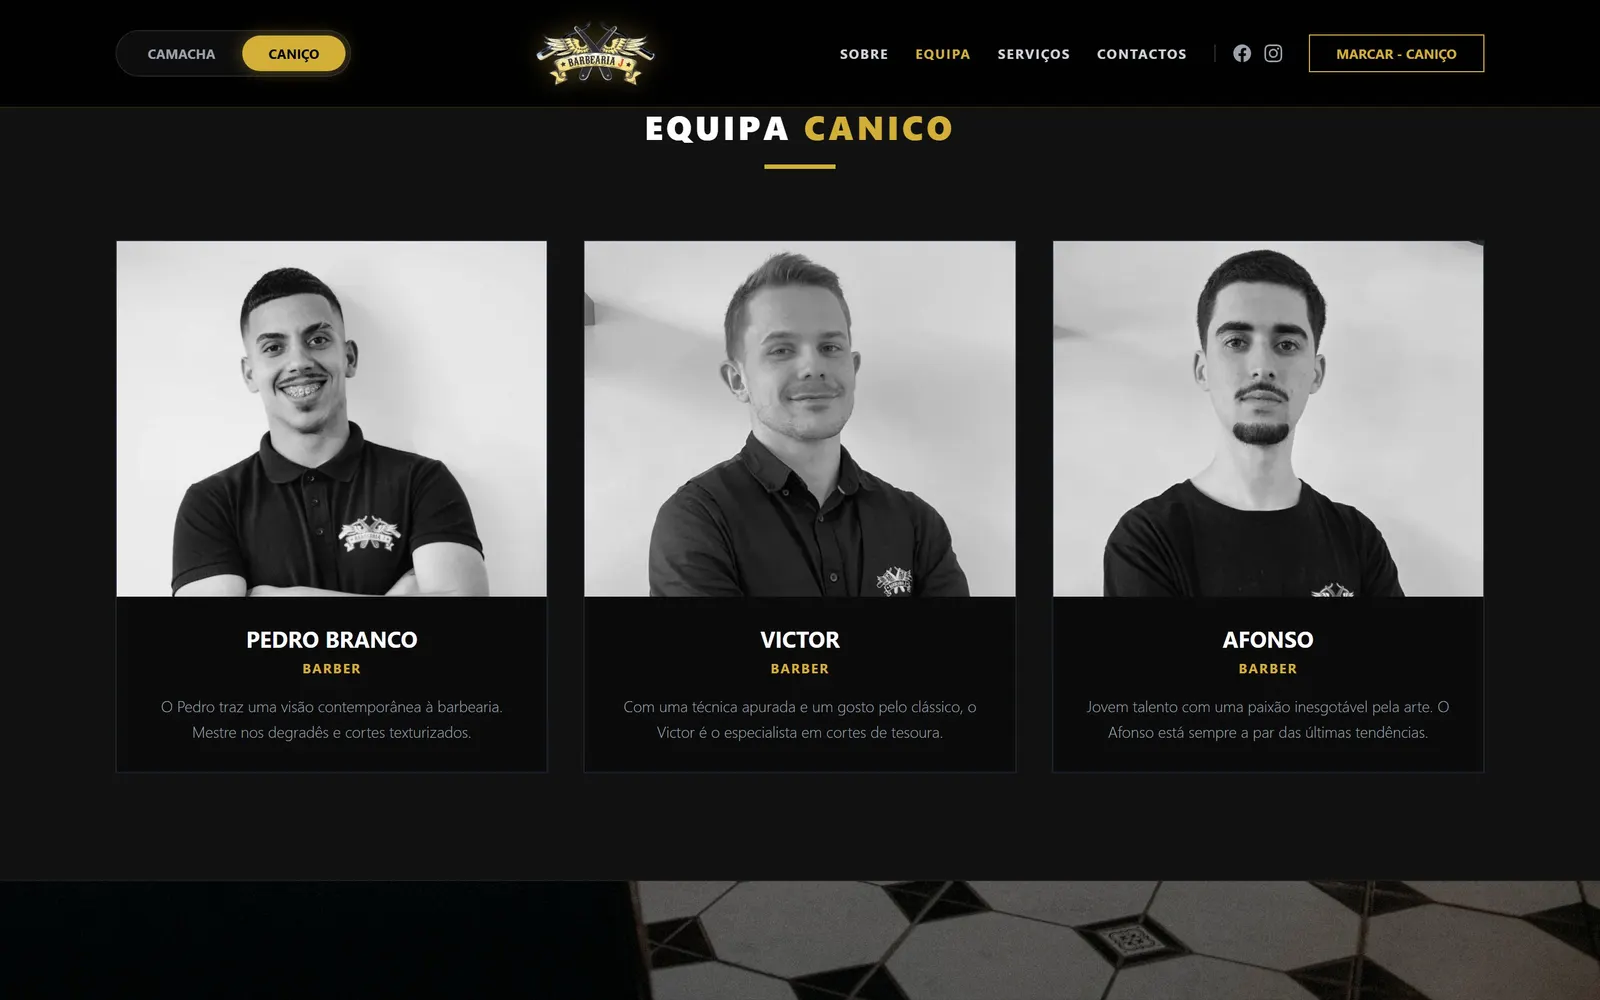 CAMACHA
CANIÇO
BARBEARIA J
SOBRE
EQUIPA
SERVIÇOS
CONTACTOS
MARCAR - CANIÇO
EQUIPA CANICO
PEDRO BRANCO
BARBER
O Pedro traz uma visão contemporânea à barbearia.
Mestre nos degradês e cortes texturizados.
VICTOR
BARBER
Com uma técnica apurada e um gosto pelo clássico, o
Victor é o especialista em cortes de tesoura.
AFONSO
BARBER
Jovem talento com uma paixão inesgotável pela arte. O
Afonso está sempre a par das últimas tendências.